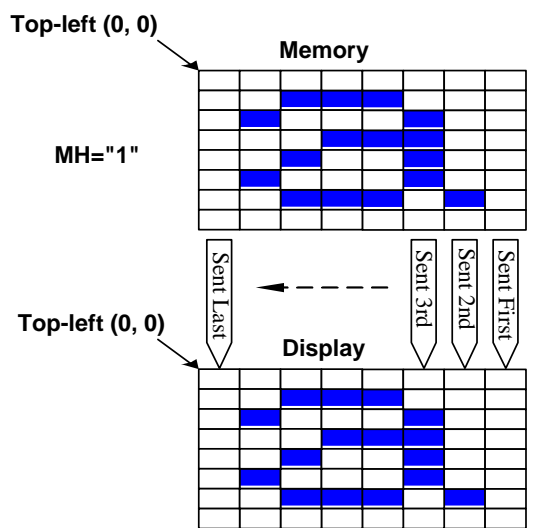 Top-left (0, 0)
Memory
MH="1"
Sent Last
Sent 3rd
Sent 2nd
Sent First
Top-left (0, 0)
Display